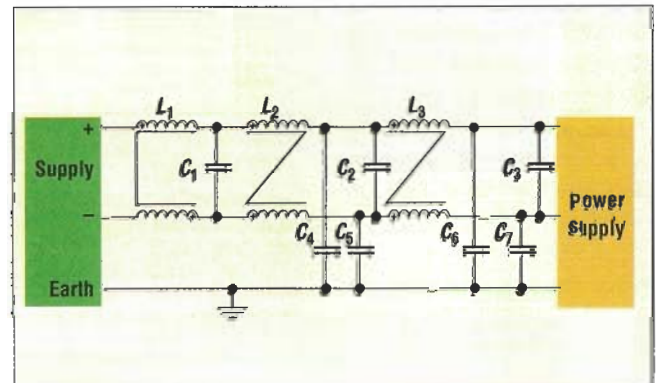 L1 L2 L3
+
Supply
C1 C2 C3
−
C4 C5 C6 C7
Power
supply
Earth